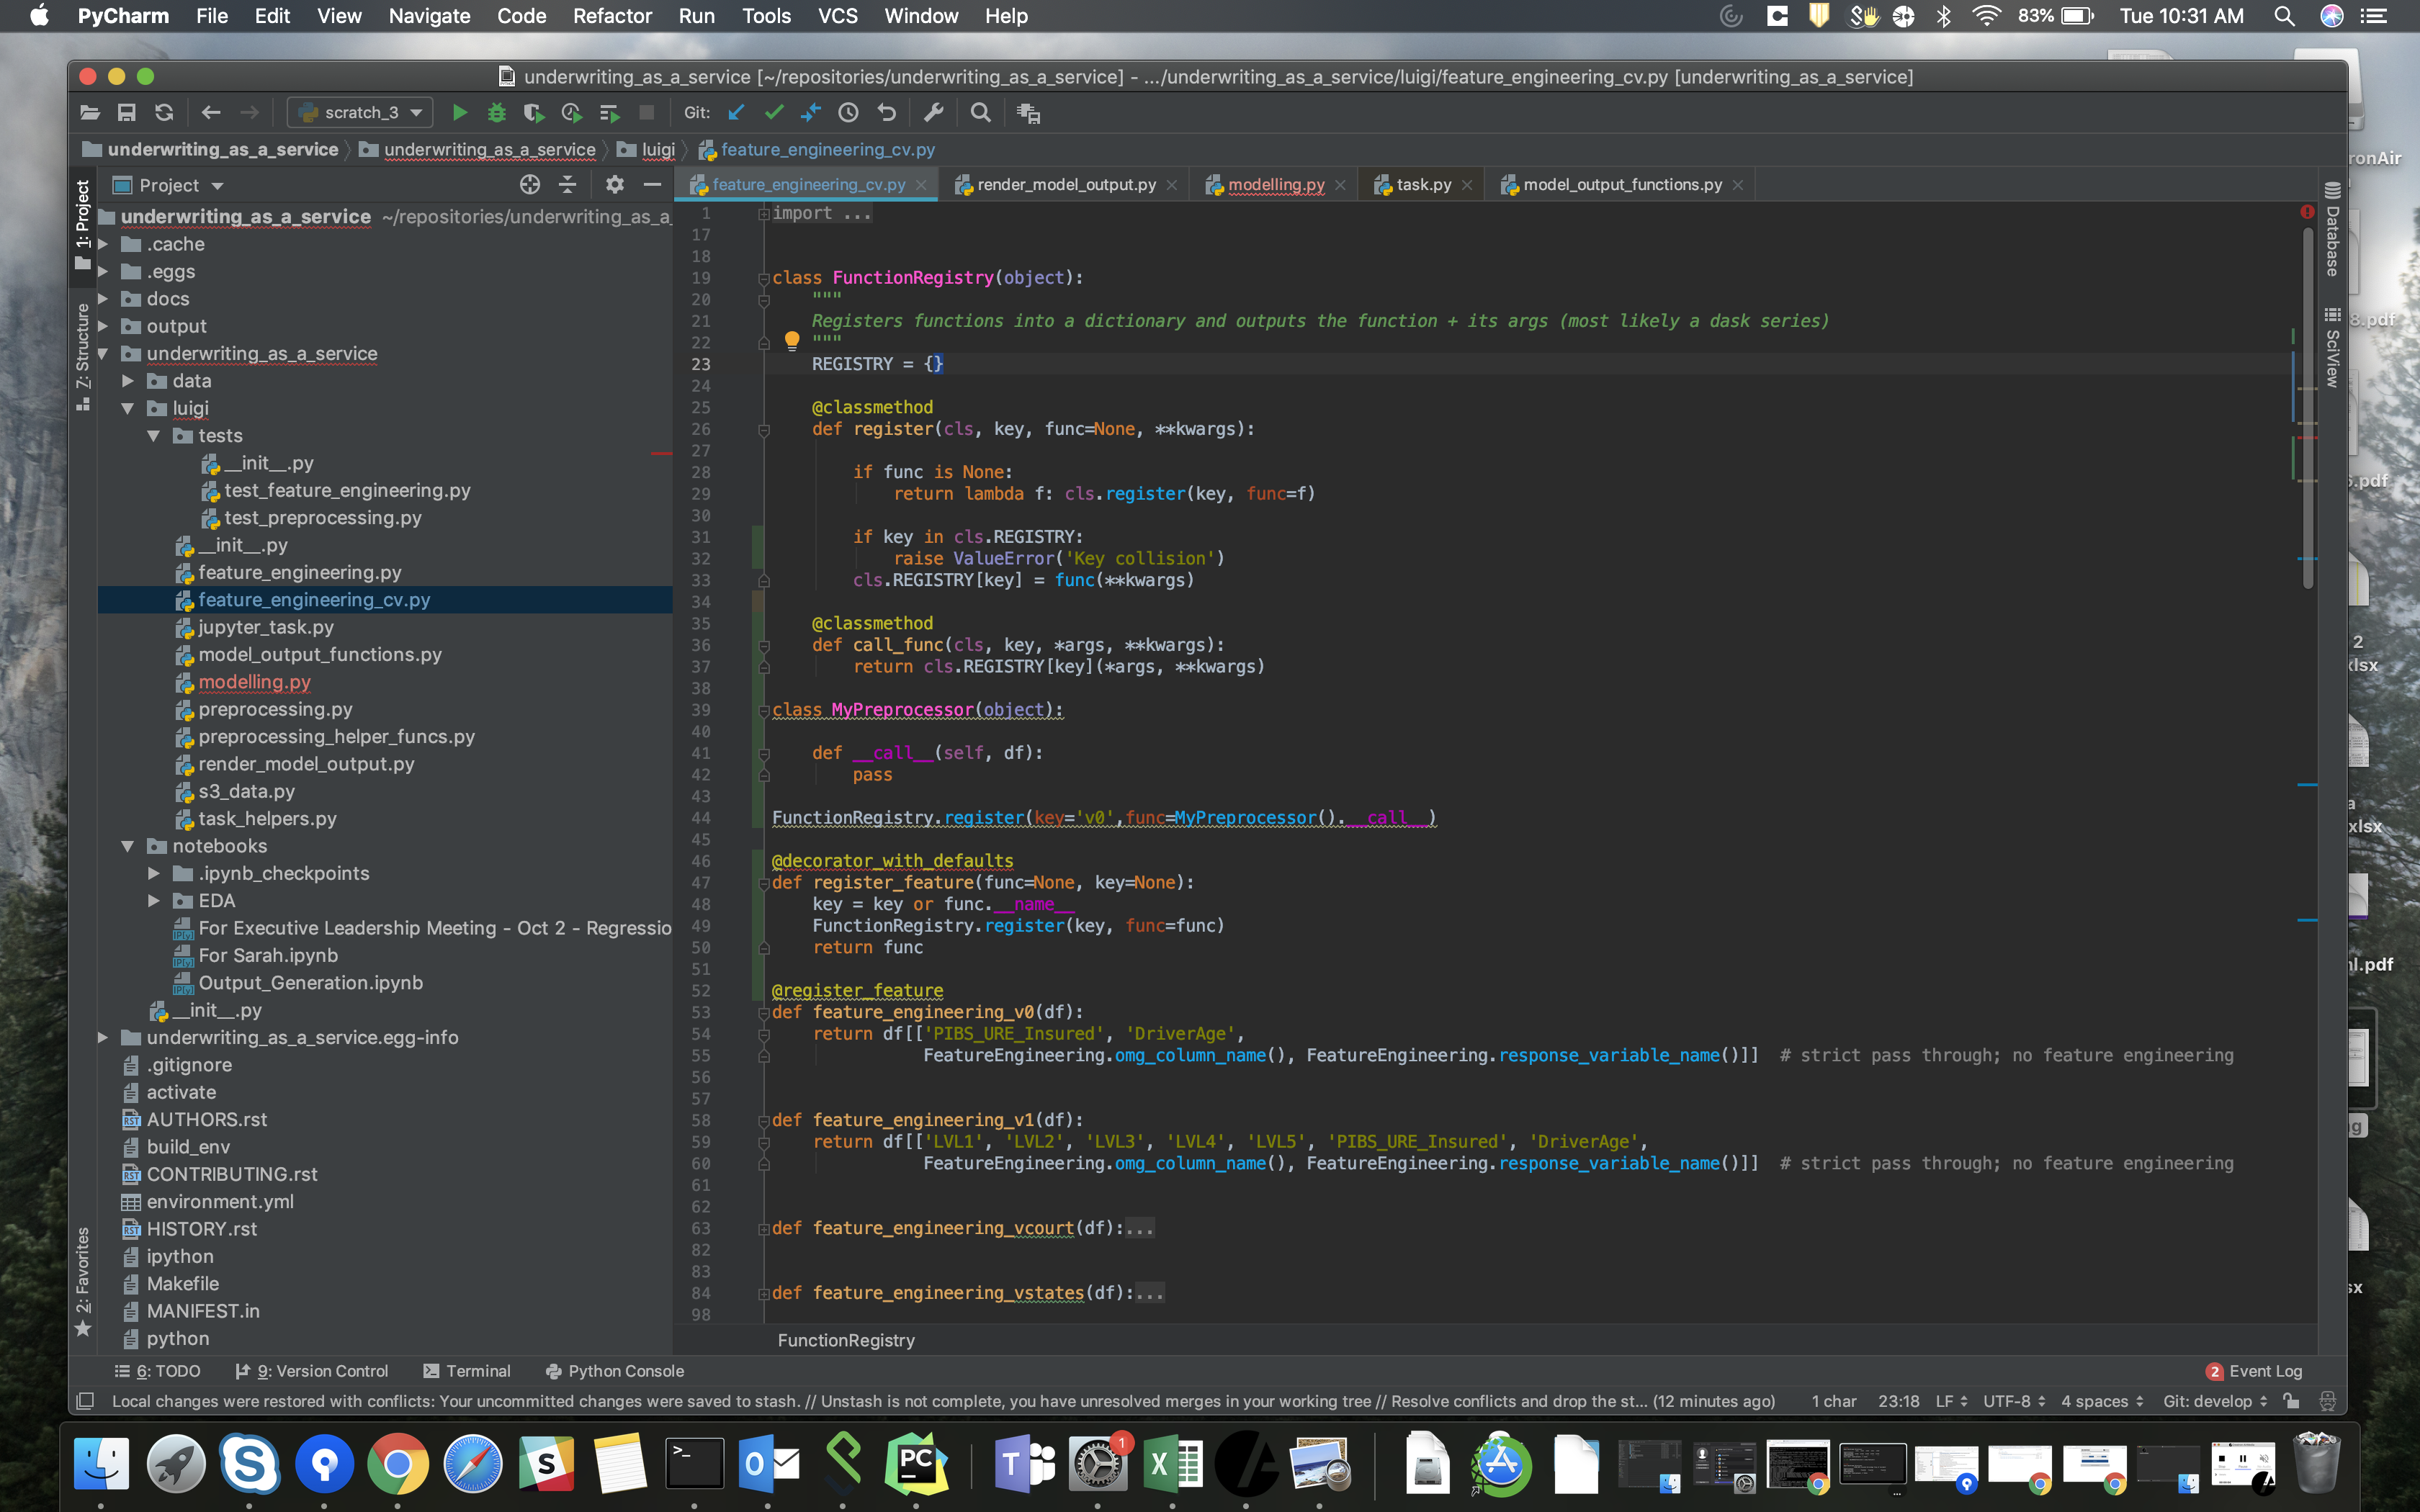 PyCharm File Edit View Navigate Code Refactor Run Tools VCS Window Help 83% Tue 10:31 AM
underwriting_as_a_service [~/repositories/underwriting_as_a_service] - .../underwriting_as_a_service/luigi/feature_engineering_cv.py [underwriting_as_a_service]
scratch_3 Git:
underwriting_as_a_service underwriting_as_a_service luigi feature_engineering_cv.py
1: Project
7: Structure
2: Favorites
Project
underwriting_as_a_service ~/repositories/underwriting_as_a_
.cache
.eggs
docs
output
underwriting_as_a_service
data
luigi
tests
__init__.py
test_feature_engineering.py
test_preprocessing.py
__init__.py
feature_engineering.py
feature_engineering_cv.py
jupyter_task.py
model_output_functions.py
modelling.py
preprocessing.py
preprocessing_helper_funcs.py
render_model_output.py
s3_data.py
task_helpers.py
notebooks
.ipynb_checkpoints
EDA
For Executive Leadership Meeting - Oct 2 - Regressio
For Sarah.ipynb
Output_Generation.ipynb
__init__.py
underwriting_as_a_service.egg-info
.gitignore
activate
AUTHORS.rst
build_env
CONTRIBUTING.rst
environment.yml
HISTORY.rst
ipython
Makefile
MANIFEST.in
python
feature_engineering_cv.py render_model_output.py modelling.py task.py model_output_functions.py
1 import ...
17
18
19 class FunctionRegistry(object):
20 """
21 Registers functions into a dictionary and outputs the function + its args (most likely a dask series)
22 """
23 REGISTRY = {}
24
25 @classmethod
26 def register(cls, key, func=None, **kwargs):
27
28 if func is None:
29 return lambda f: cls.register(key, func=f)
30
31 if key in cls.REGISTRY:
32 raise ValueError('Key collision')
33 cls.REGISTRY[key] = func(**kwargs)
34
35 @classmethod
36 def call_func(cls, key, *args, **kwargs):
37 return cls.REGISTRY[key](*args, **kwargs)
38
39 class MyPreprocessor(object):
40
41 def __call__(self, df):
42 pass
43
44 FunctionRegistry.register(key='v0',func=MyPreprocessor().__call__)
45
46 @decorator_with_defaults
47 def register_feature(func=None, key=None):
48 key = key or func.__name__
49 FunctionRegistry.register(key, func=func)
50 return func
51
52 @register_feature
53 def feature_engineering_v0(df):
54 return df[['PIBS_URE_Insured', 'DriverAge',
55 FeatureEngineering.omg_column_name(), FeatureEngineering.response_variable_name()]] # strict pass through; no feature engineering
56
57
58 def feature_engineering_v1(df):
59 return df[['LVL1', 'LVL2', 'LVL3', 'LVL4', 'LVL5', 'PIBS_URE_Insured', 'DriverAge',
60 FeatureEngineering.omg_column_name(), FeatureEngineering.response_variable_name()]] # strict pass through; no feature engineering
61
62
63 def feature_engineering_vcourt(df):...
82
83
84 def feature_engineering_vstates(df):...
98
FunctionRegistry
Database
SciView
ronAir
8.pdf
.pdf
2
xlsx
a
xlsx
l.pdf
g
sx
6: TODO 9: Version Control Terminal Python Console 2 Event Log
Local changes were restored with conflicts: Your uncommitted changes were saved to stash. // Unstash is not complete, you have unresolved merges in your working tree // Resolve conflicts and drop the st... (12 minutes ago) 1 char 23:18 LF UTF-8 4 spaces Git: develop
S O PC T 1 X